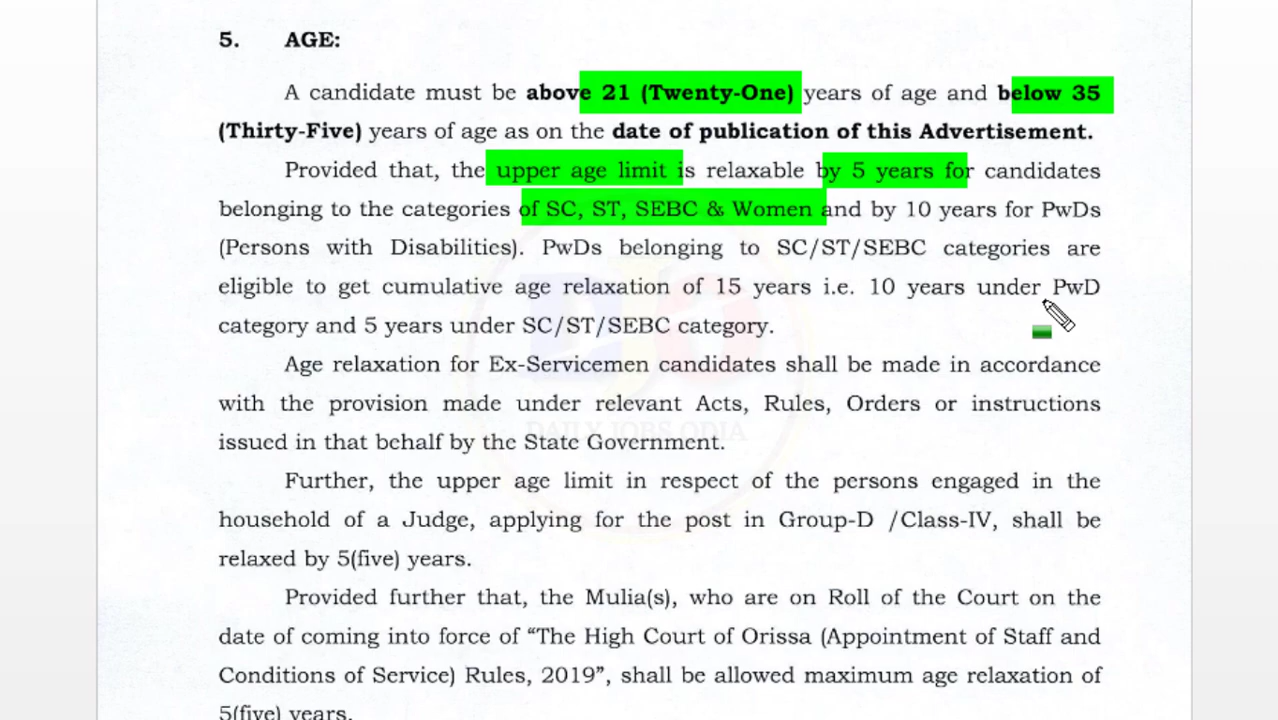 5. AGE:
A candidate must be above 21 (Twenty-One) years of age and below 35
(Thirty-Five) years of age as on the date of publication of this Advertisement.
Provided that, the upper age limit is relaxable by 5 years for candidates
belonging to the categories of SC, ST, SEBC & Women and by 10 years for PwDs
(Persons with Disabilities). PwDs belonging to SC/ST/SEBC categories are
eligible to get cumulative age relaxation of 15 years i.e. 10 years under PwD
category and 5 years under SC/ST/SEBC category.
Age relaxation for Ex-Servicemen candidates shall be made in accordance
with the provision made under relevant Acts, Rules, Orders or instructions
DAILY JOBS ODIA
issued in that behalf by the State Government.
Further, the upper age limit in respect of the persons engaged in the
household of a Judge, applying for the post in Group-D /Class-IV, shall be
relaxed by 5(five) years.
Provided further that, the Mulia(s), who are on Roll of the Court on the
date of coming into force of “The High Court of Orissa (Appointment of Staff and
Conditions of Service) Rules, 2019”, shall be allowed maximum age relaxation of
5(five) years.